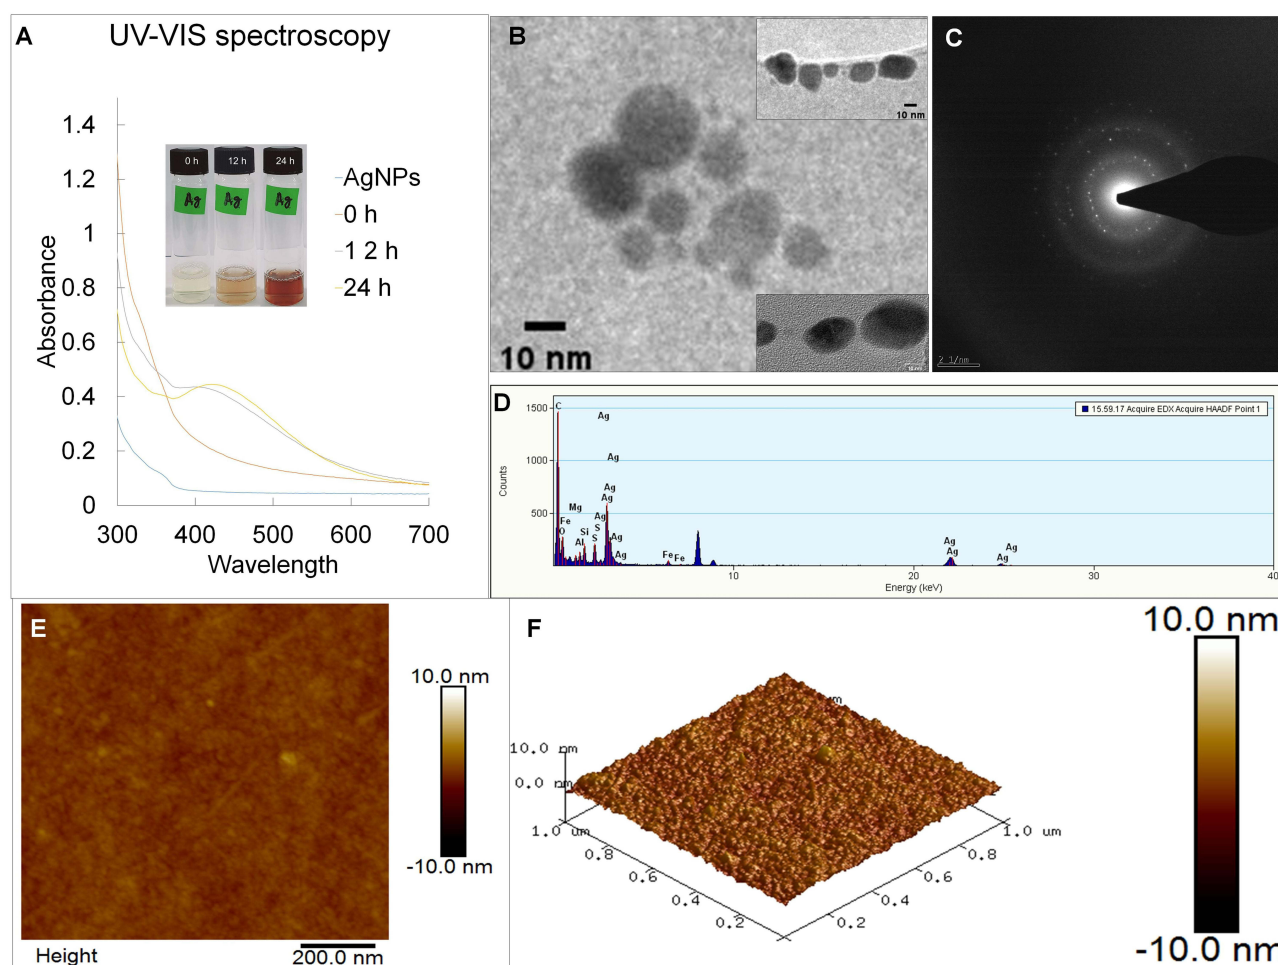 A
UV-VIS spectroscopy
1.4
1.2
1
0.8
0.6
0.4
0.2
0
Absorbance
300
400
500
600
700
Wavelength
0 h
12 h
24 h
Ag
Ag
Ag
AgNPs
0 h
1 2 h
24 h
B
10 nm
10 nm
C
2 1/nm
D
1500
1000
500
Counts
15.59.17 Acquire EDX Acquire HAADF Point 1
C
Ag
Ag
Ag
Ag
Mg
Ag
Fe
S
O
Si
Al
S
Ag
Ag
Fe
Fe
Ag
Ag
Ag
Ag
10
20
30
40
Energy (keV)
E
10.0 nm
-10.0 nm
Height
200.0 nm
F
10.0 nm
0.0 nm
1.0 um
0.8
0.6
0.4
0.2
0.2
0.4
0.6
0.8
1.0 um
10.0 nm
-10.0 nm